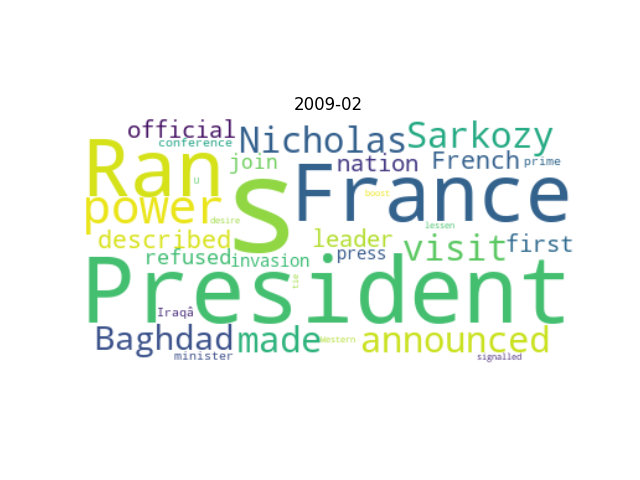 2009-02
official Nicholas Sarkozy
conference
Ran join nation French prime
U
power s France
boost
desire
lessen
described leader visit first
refused invasion press
President
tie
Iraqâ
Baghdad made Western announced
minister signalled